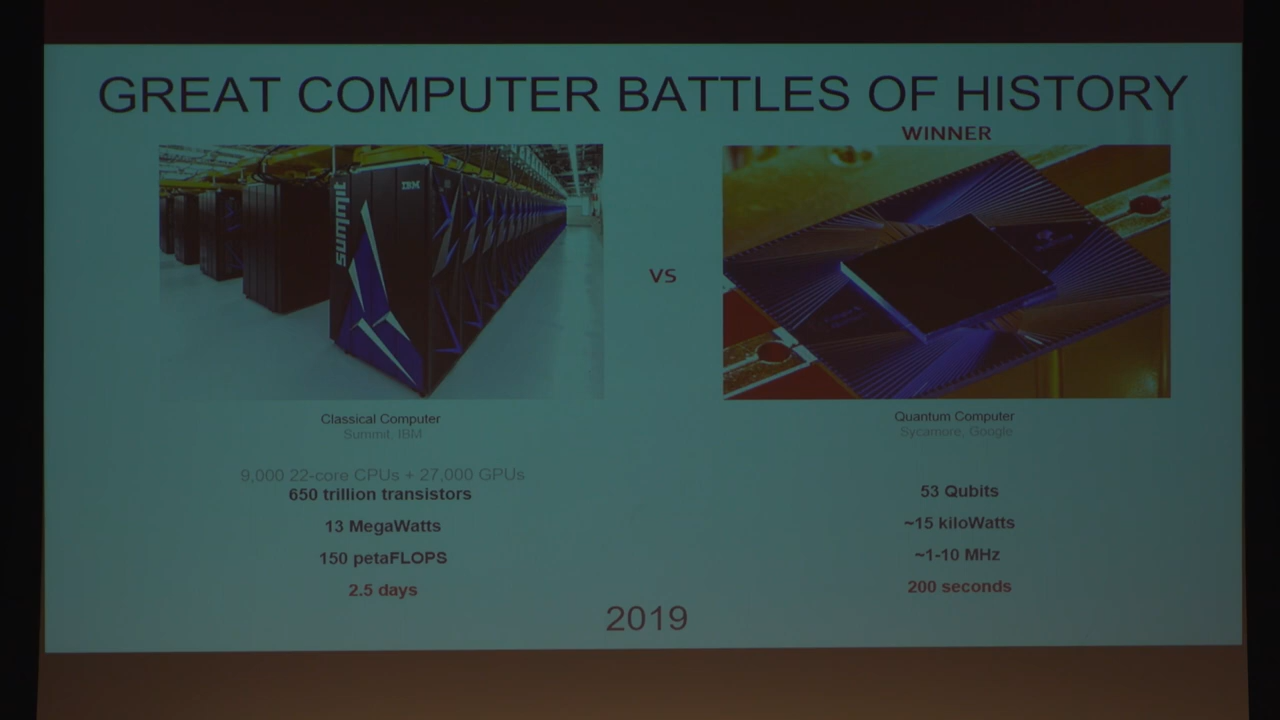 GREAT COMPUTER BATTLES OF HISTORY
WINNER
summit
IBM
VS
Classical Computer
Summit, IBM
9,000 22-core CPUs + 27,000 GPUs
650 trillion transistors
13 MegaWatts
150 petaFLOPS
2.5 days
Quantum Computer
Sycamore, Google
53 Qubits
~15 kiloWatts
~1-10 MHz
200 seconds
2019